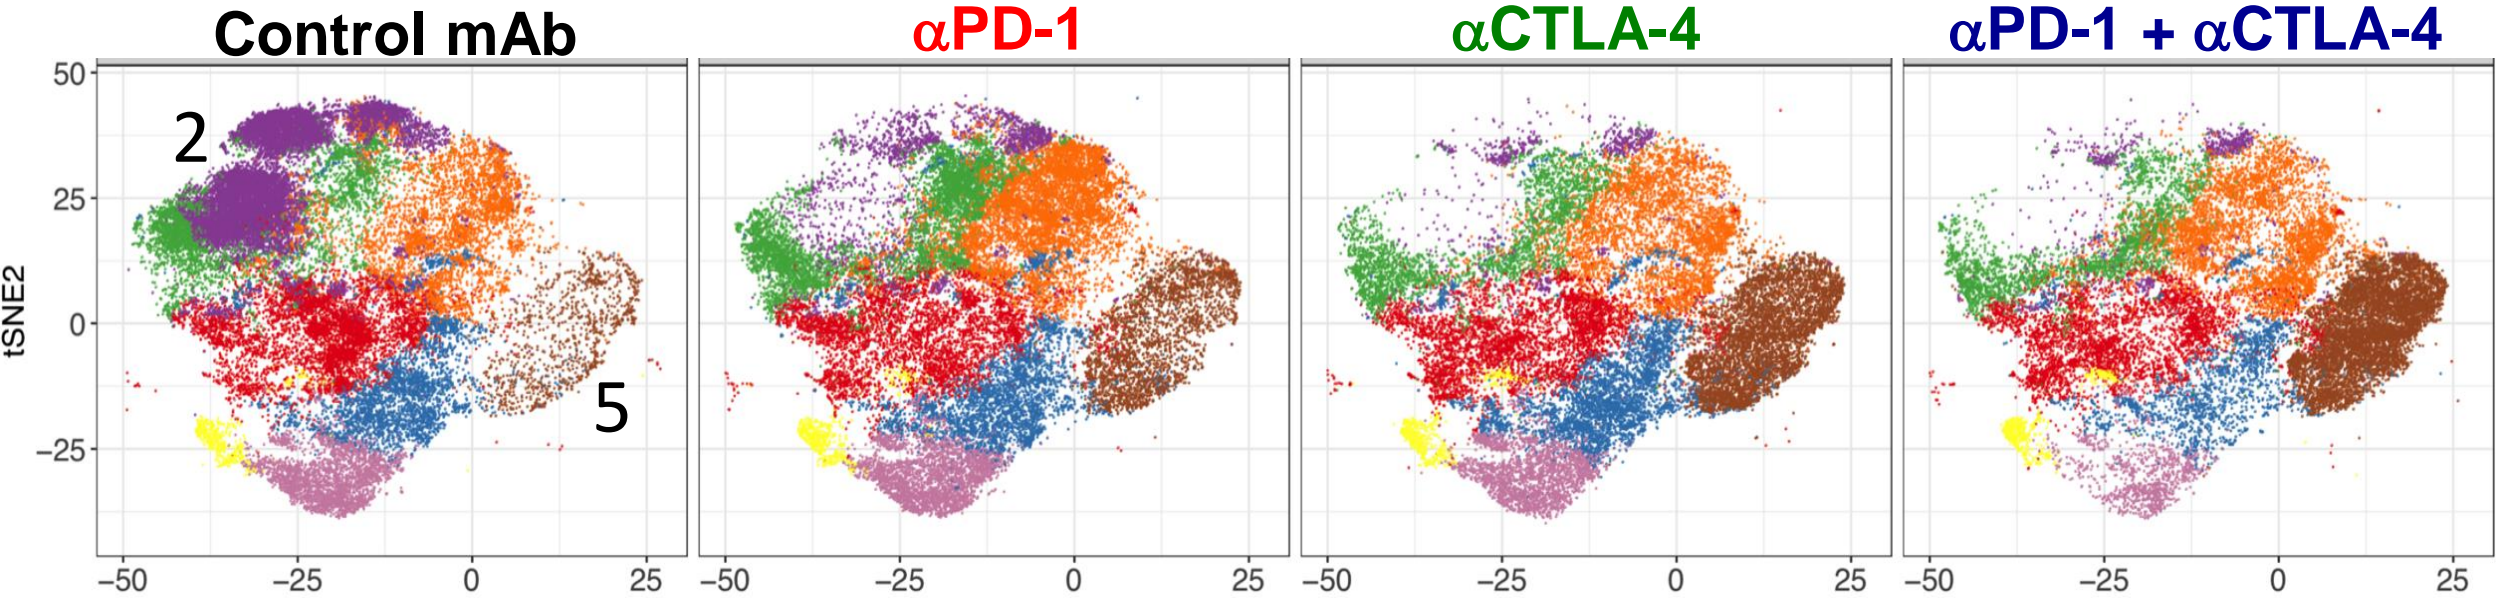 Control mAb αPD-1 αCTLA-4 αPD-1 + αCTLA-4
50
2
25
0
5
−25
tSNE2
−50 −25 0 25 −50 −25 0 25 −50 −25 0 25 −50 −25 0 25